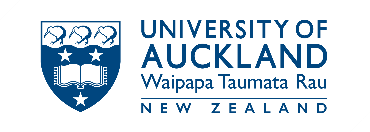 UNIVERSITY OF
AUCKLAND
Waipapa Taumata Rau
NEW ZEALAND